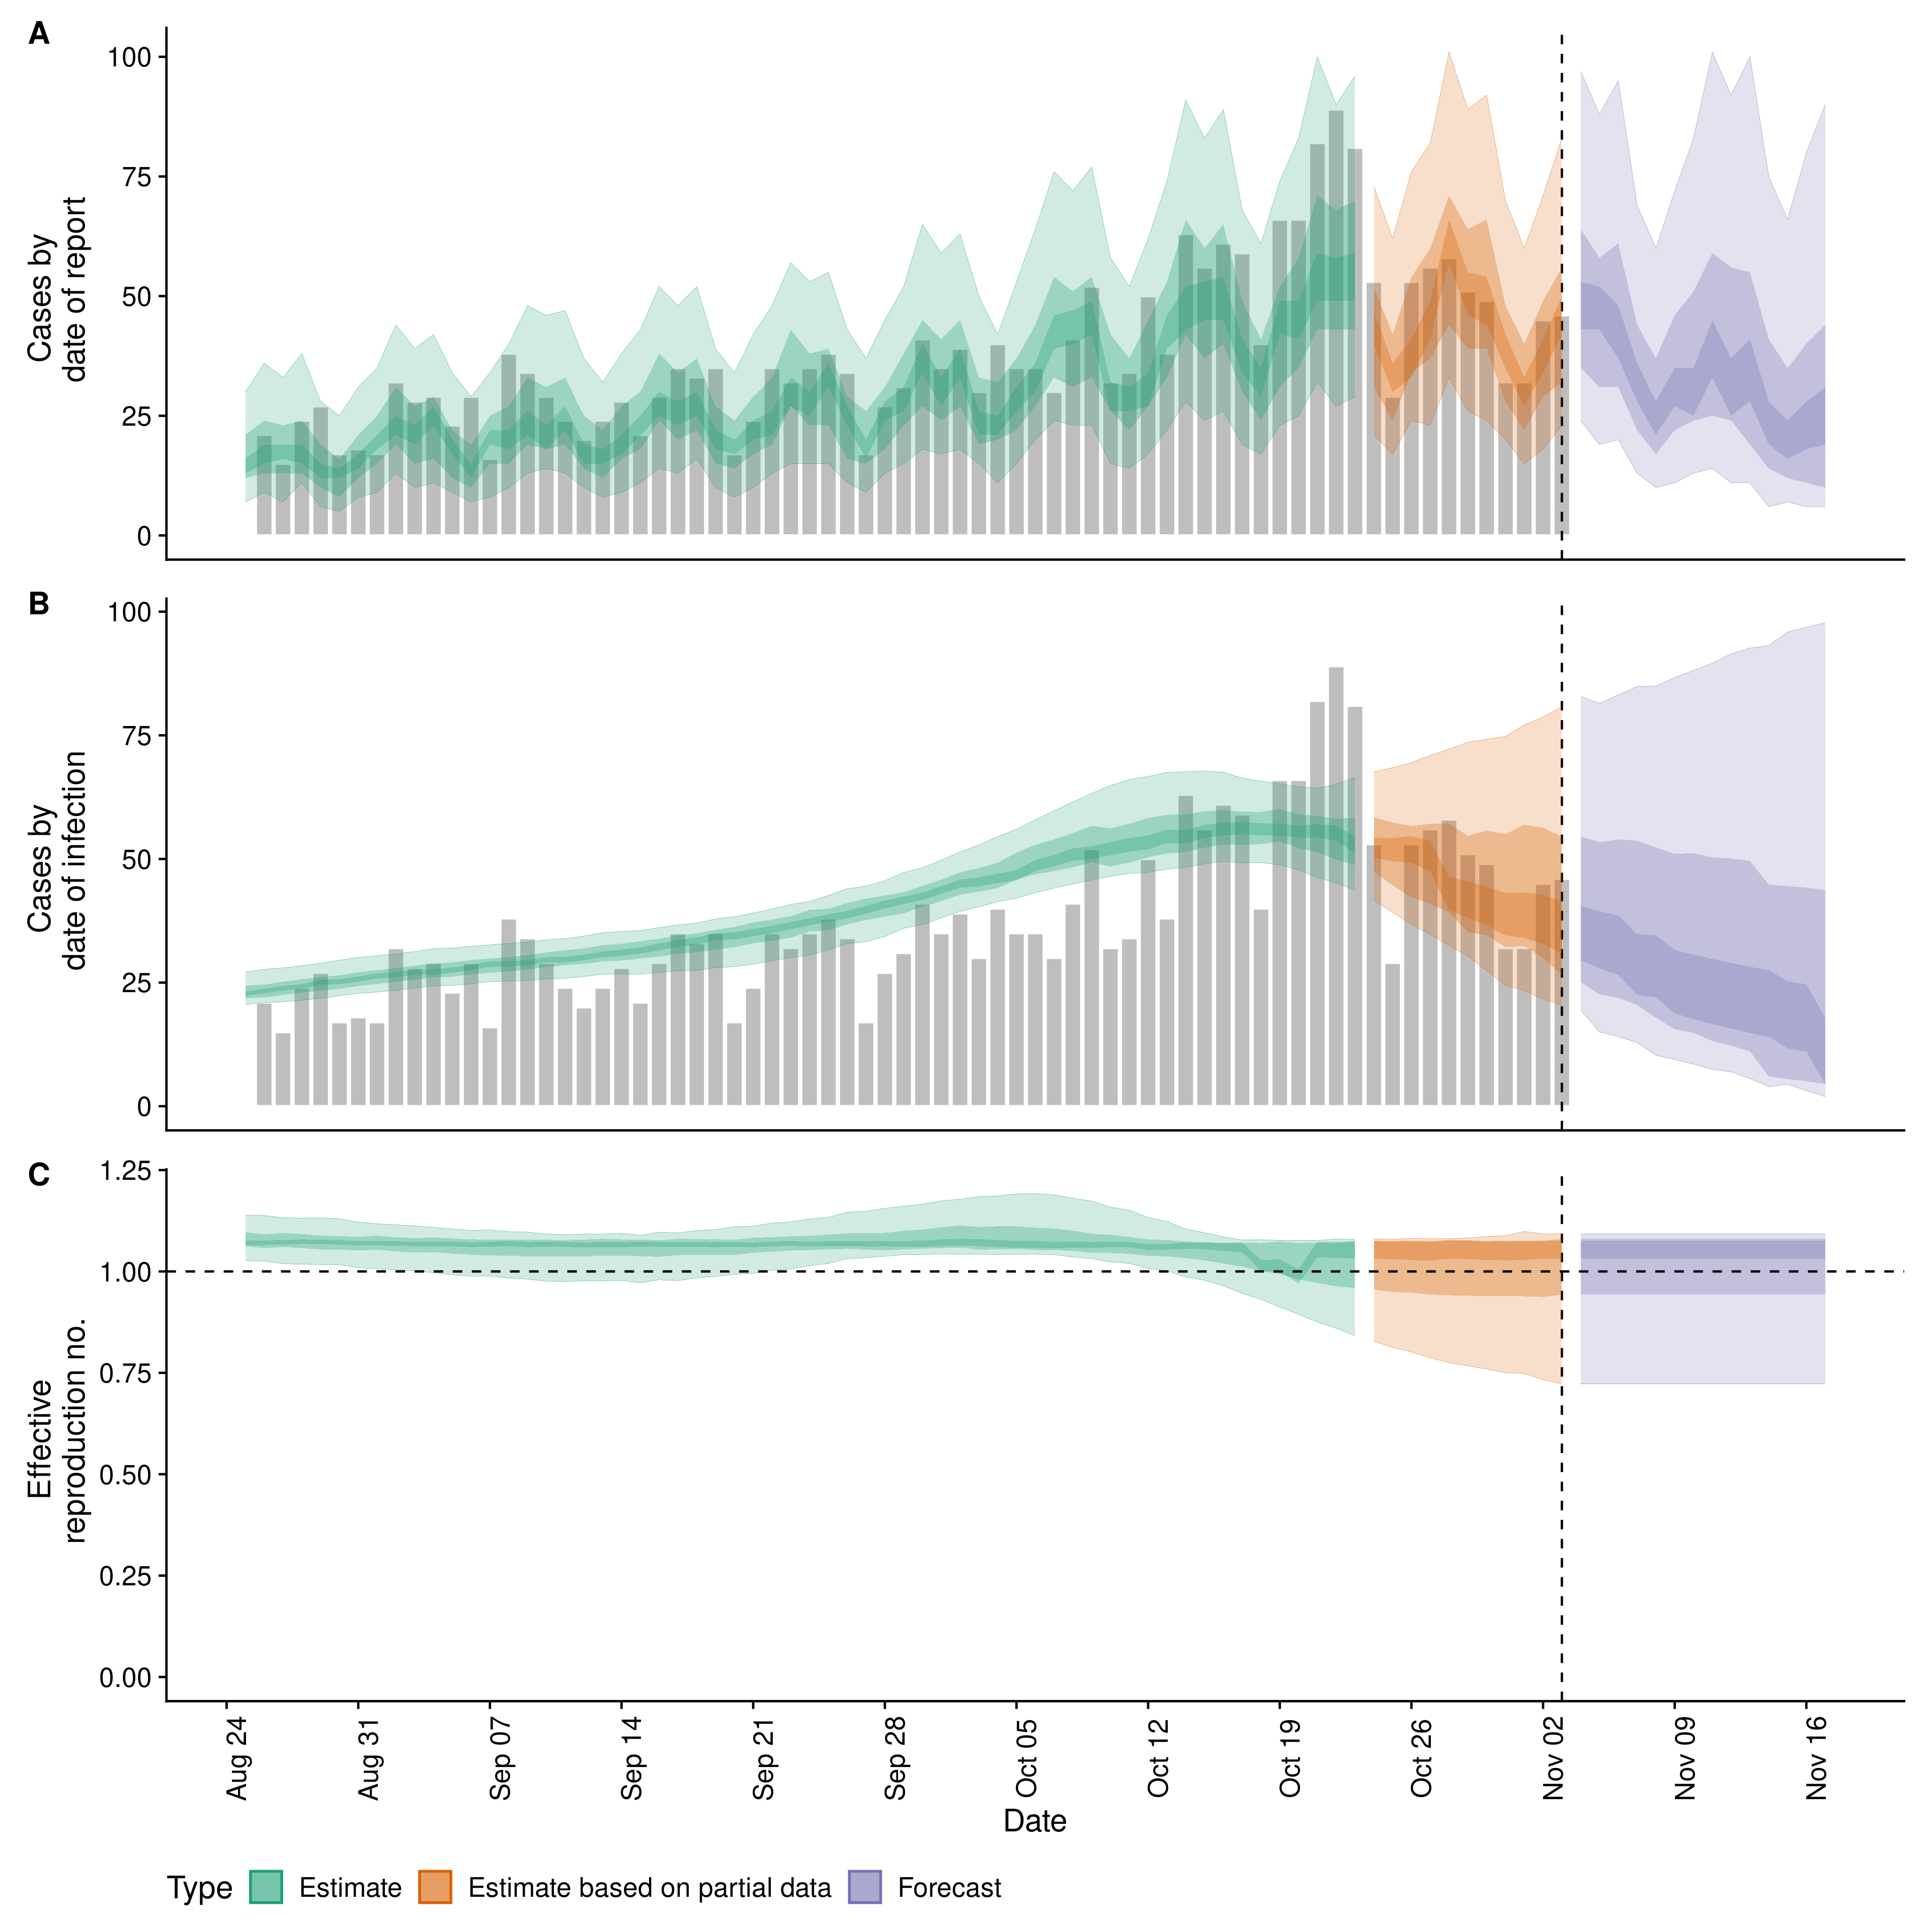 A
Cases by
date of report
100
75
50
25
0
B
Cases by
date of infection
100
75
50
25
0
C
Effective
reproduction no.
1.25
1.00
0.75
0.50
0.25
0.00
Aug 24
Aug 31
Sep 07
Sep 14
Sep 21
Sep 28
Oct 05
Oct 12
Oct 19
Oct 26
Nov 02
Nov 09
Nov 16
Date
Type Estimate Estimate based on partial data Forecast